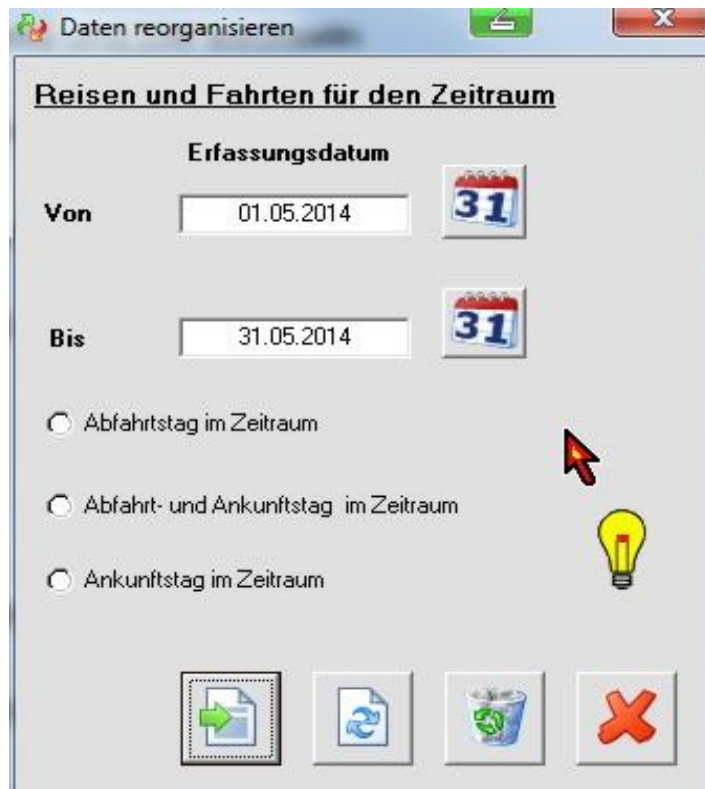 Daten reorganisieren
Reisen und Fahrten für den Zeitraum
Erfassungsdatum
Von 01.05.2014 31
Bis 31.05.2014 31
Abfahrtstag im Zeitraum
Abfahrt- und Ankunftstag im Zeitraum
Ankunftstag im Zeitraum